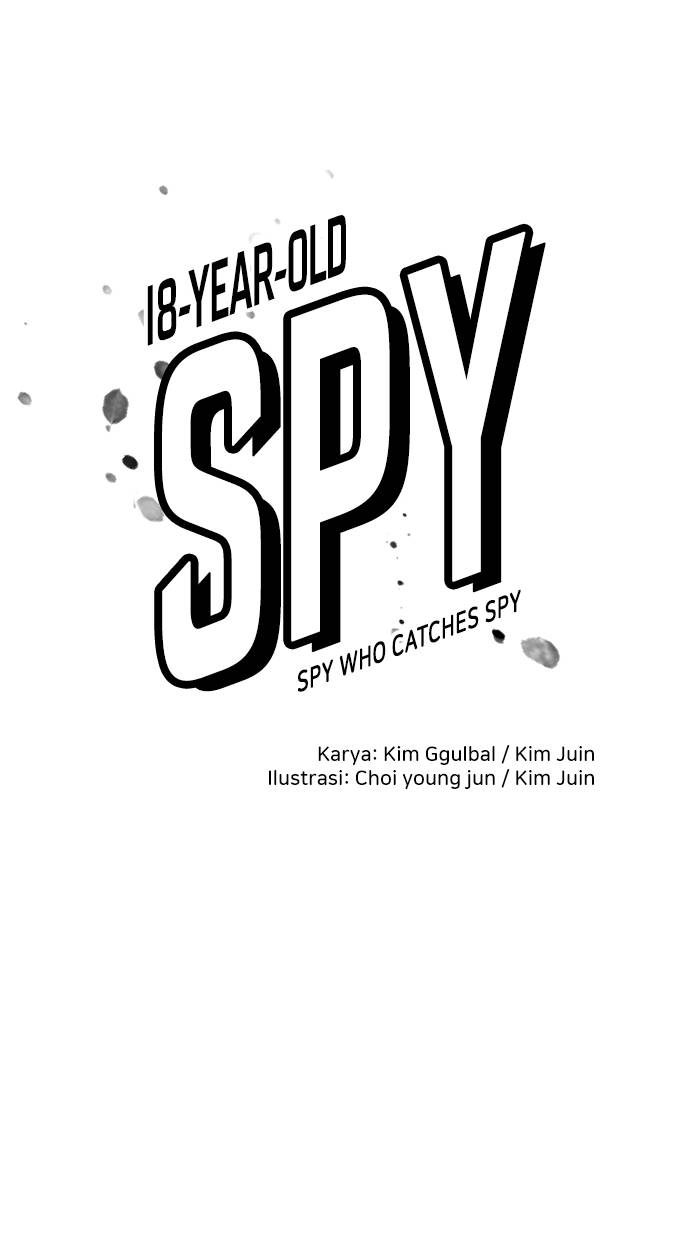 18-YEAR-OLD
SPY
SPY WHO CATCHES SPY
Karya: Kim Ggulbal / Kim Juin
Ilustrasi: Choi young jun / Kim Juin